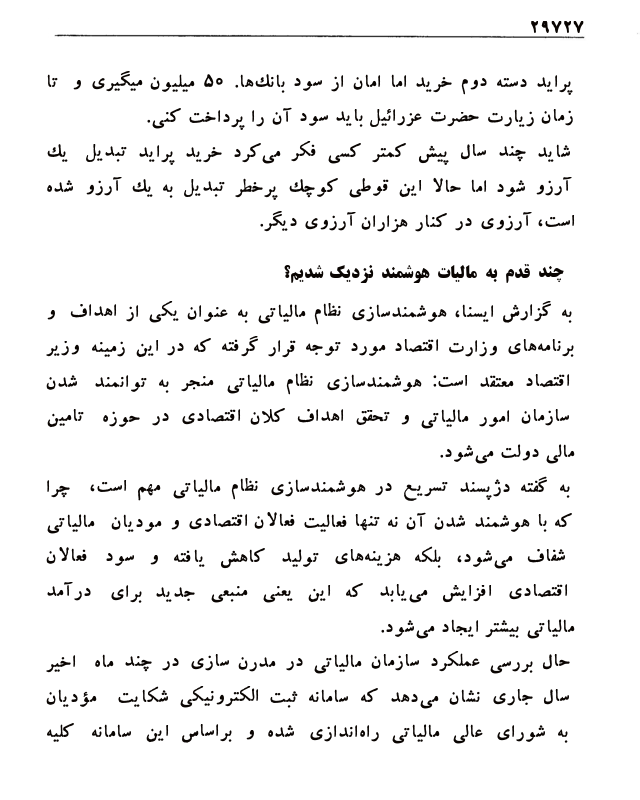 ۲۹۷۲۷
پراید دسته دوم خرید اما امان از سود بانك‌ها. ۵۰ میلیون میگیری و تا
زمان زیارت حضرت عزرائیل باید سود آن را پرداخت کنی.
شاید چند سال پیش کمتر کسی فکر می‌کرد خرید پراید تبدیل يك
آرزو شود اما حالا این قوطی کوچك پرخطر تبدیل به يك آرزو شده
است، آرزوی در کنار هزاران آرزوی دیگر.
چند قدم به مالیات هوشمند نزدیک شدیم؟
به گزارش ایسنا، هوشمندسازی نظام مالیاتی به عنوان یکی از اهداف و
برنامه‌های وزارت اقتصاد مورد توجه قرار گرفته که در این زمینه وزیر
اقتصاد معتقد است: هوشمندسازی نظام مالیاتی منجر به توانمند شدن
سازمان امور مالیاتی و تحقق اهداف کلان اقتصادی در حوزه تامین
مالی دولت می‌شود.
به گفته دژپسند تسریع در هوشمندسازی نظام مالیاتی مهم است، چرا
که با هوشمند شدن آن نه تنها فعالیت فعالان اقتصادی و مودیان مالیاتی
شفاف می‌شود، بلکه هزینه‌های تولید کاهش یافته و سود فعالان
اقتصادی افزایش می‌یابد که این یعنی منبعی جدید برای درآمد
مالیاتی بیشتر ایجاد می‌شود.
حال بررسی عملکرد سازمان مالیاتی در مدرن سازی در چند ماه اخیر
سال جاری نشان می‌دهد که سامانه ثبت الکترونیکی شکایت مؤدیان
به شورای عالی مالیاتی راه‌اندازی شده و براساس این سامانه کلیه